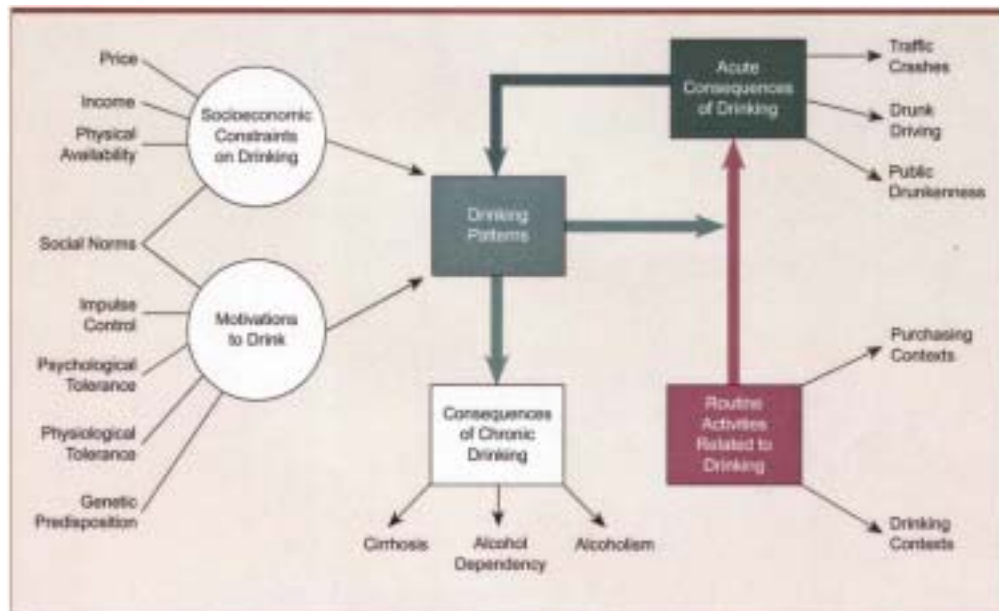 Price
Income
Physical
Availability
Social Norms
Impulse
Control
Psychological
Tolerance
Physiological
Tolerance
Genetic
Predisposition
Socioeconomic
Constraints
on Drinking
Motivations
to Drink
Drinking
Patterns
Consequences
of Chronic
Drinking
Cirrhosis
Alcohol
Dependency
Alcoholism
Acute
Consequences
of Drinking
Traffic
Crashes
Drunk
Driving
Public
Drunkenness
Routine
Activities
Related to
Drinking
Purchasing
Contexts
Drinking
Contexts